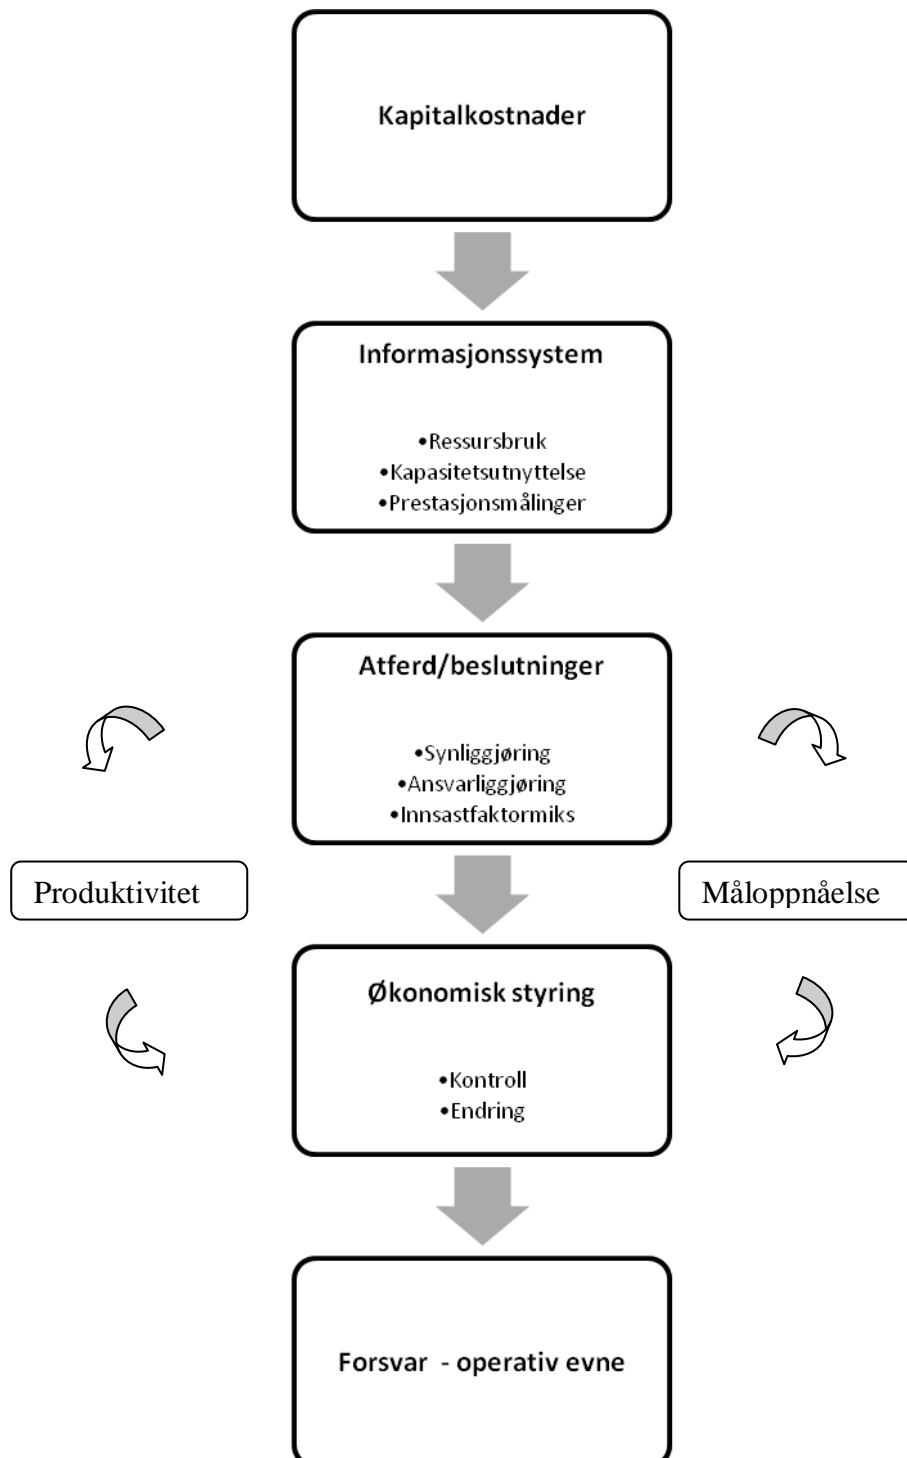 Kapitalkostnader
Informasjonssystem
•Ressursbruk
•Kapasitetsutnyttelse
•Prestasjonsmålinger
Atferd/beslutninger
•Synliggjøring
•Ansvarliggjøring
•Innsastfaktormiks
Produktivitet
Måloppnåelse
Økonomisk styring
•Kontroll
•Endring
Forsvar - operativ evne